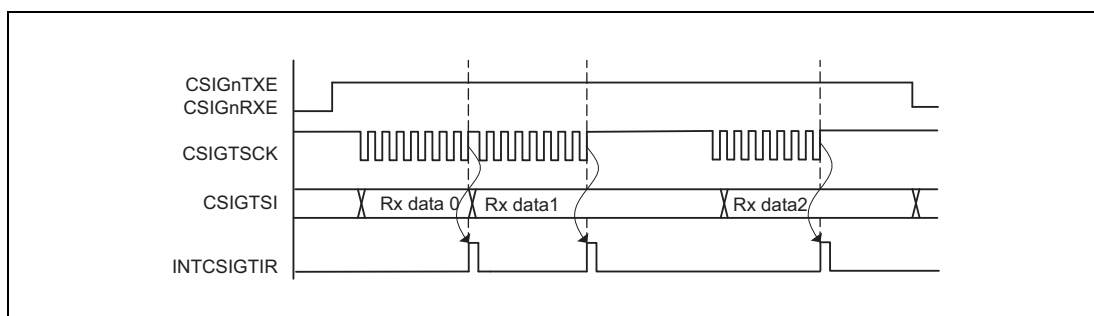 CSIGnTXE
CSIGnRXE
CSIGTSCK
CSIGTSI
Rx data 0
Rx data1
Rx data2
INTCSIGTIR